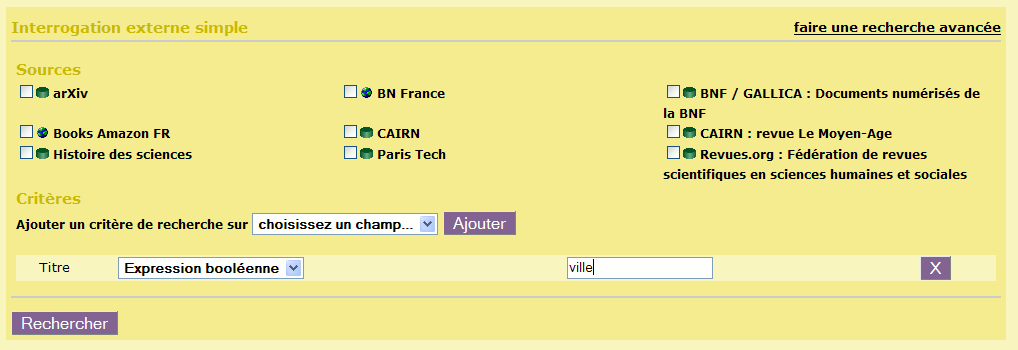 Interrogation externe simple faire une recherche avancée
Sources
arXiv BN France BNF / GALLICA : Documents numérisés de
la BNF
Books Amazon FR CAIRN CAIRN : revue Le Moyen-Age
Histoire des sciences Paris Tech Revues.org : Fédération de revues
scientifiques en sciences humaines et sociales
Critères
Ajouter un critère de recherche sur choisissez un champ... Ajouter
Titre Expression booléenne ville X
Rechercher